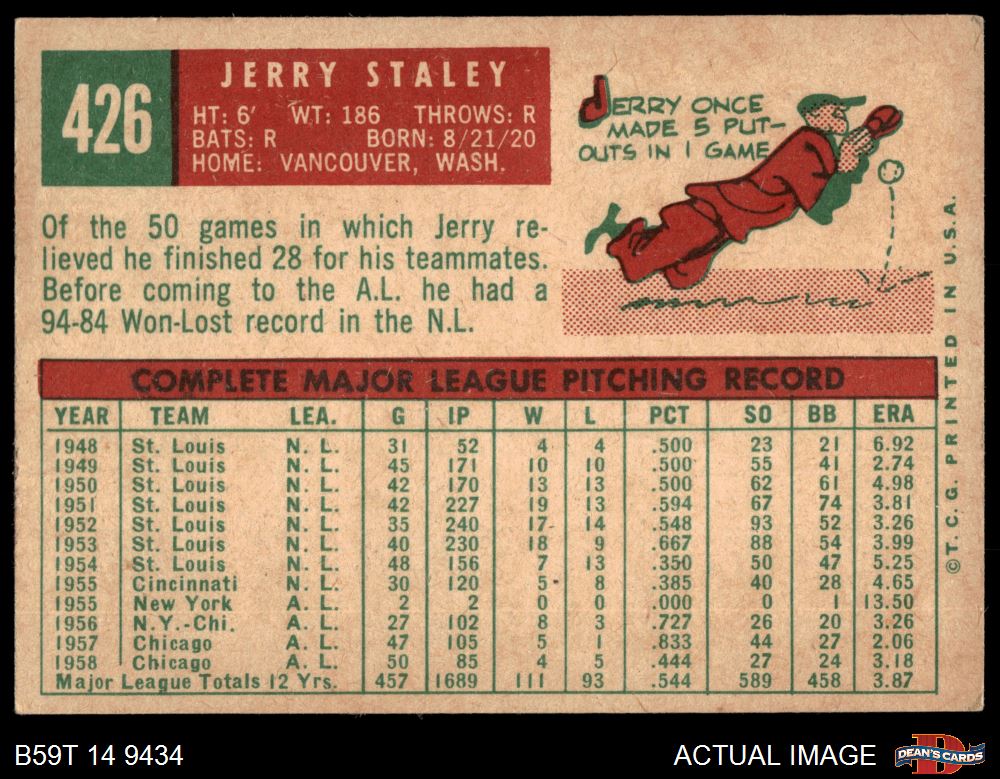 426
JERRY STALEY
HT: 6' WT: 186 THROWS: R
BATS: R BORN: 8/21/20
HOME: VANCOUVER, WASH.
JERRY ONCE
MADE 5 PUT-
OUTS IN 1 GAME
Of the 50 games in which Jerry re-
lieved he finished 28 for his teammates.
Before coming to the A.L. he had a
94-84 Won-Lost record in the N.L.
COMPLETE MAJOR LEAGUE PITCHING RECORD
YEAR TEAM LEA. G IP W L PCT SO BB ERA
1948 St. Louis N. L. 31 52 4 4 .500 23 21 6.92
1949 St. Louis N. L. 45 171 10 10 .500 55 41 2.74
1950 St. Louis N. L. 42 170 13 13 .500 62 61 4.98
1951 St. Louis N. L. 42 227 19 13 .594 67 74 3.81
1952 St. Louis N. L. 35 240 17 14 .548 93 52 3.26
1953 St. Louis N. L. 40 230 18 9 .667 88 54 3.99
1954 St. Louis N. L. 48 156 7 13 .350 50 47 5.25
1955 Cincinnati N. L. 30 120 5 8 .385 40 28 4.65
1955 New York A. L. 2 2 0 0 .000 0 1 13.50
1956 N.Y.-Chi. A. L. 27 102 8 3 .727 26 20 3.26
1957 Chicago A. L. 47 105 5 1 .833 44 27 2.06
1958 Chicago A. L. 50 85 4 5 .444 27 24 3.18
Major League Totals 12 Yrs. 457 1689 111 93 .544 589 458 3.87
©T. C. G. PRINTED IN U.S.A.
B59T 14 9434
ACTUAL IMAGE
DEAN'S CARDS